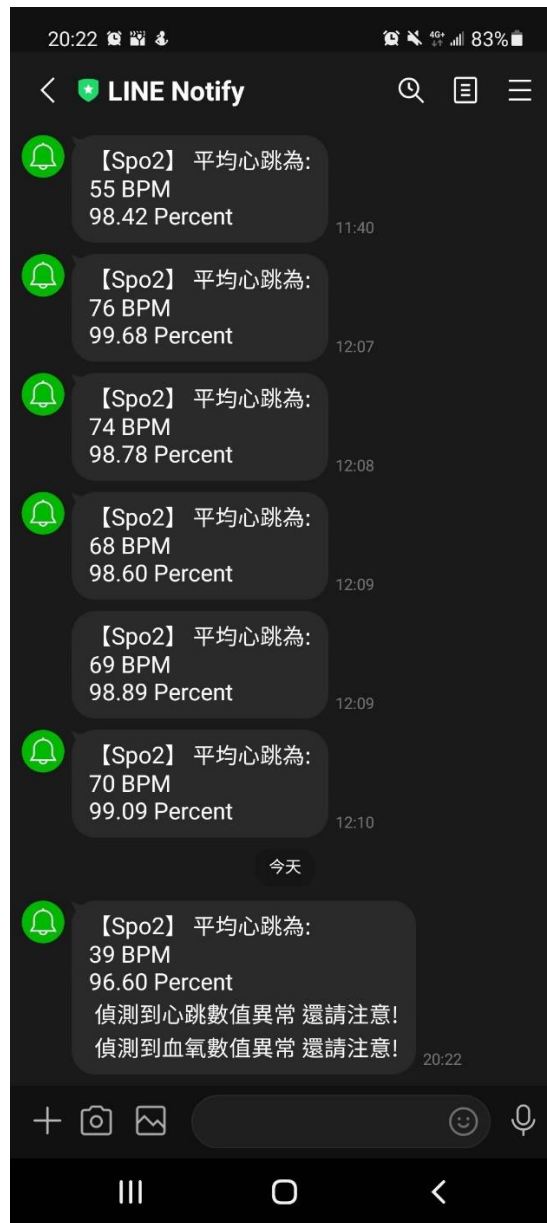 20:22
4G+ 83%
LINE Notify
【Spo2】 平均心跳為:
55 BPM
98.42 Percent
11:40
【Spo2】 平均心跳為:
76 BPM
99.68 Percent
12:07
【Spo2】 平均心跳為:
74 BPM
98.78 Percent
12:08
【Spo2】 平均心跳為:
68 BPM
98.60 Percent
12:09
【Spo2】 平均心跳為:
69 BPM
98.89 Percent
12:09
【Spo2】 平均心跳為:
70 BPM
99.09 Percent
12:10
今天
【Spo2】 平均心跳為:
39 BPM
96.60 Percent
偵測到心跳數值異常 還請注意!
偵測到血氧數值異常 還請注意!
20:22